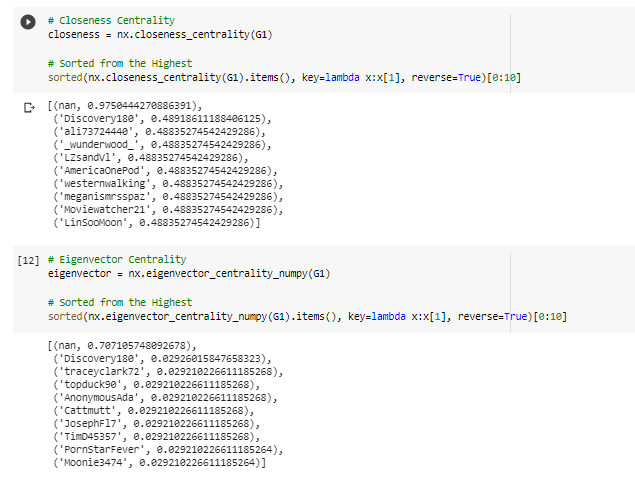 # Closeness Centrality
closeness = nx.closeness_centrality(G1)
# Sorted from the Highest
sorted(nx.closeness_centrality(G1).items(), key=lambda x:x[1], reverse=True)[0:10]
[(nan, 0.9750444270886391),
('Discovery180', 0.48918611188406125),
('ali73724440', 0.48835274542429286),
('_wunderwood_', 0.48835274542429286),
('LZsandVl', 0.48835274542429286),
('AmericaOnePod', 0.48835274542429286),
('westernwalking', 0.48835274542429286),
('meganismrsspaz', 0.48835274542429286),
('Moviewatcher21', 0.48835274542429286),
('LinSooMoon', 0.48835274542429286)]
[12] # Eigenvector Centrality
eigenvector = nx.eigenvector_centrality_numpy(G1)
# Sorted from the Highest
sorted(nx.eigenvector_centrality_numpy(G1).items(), key=lambda x:x[1], reverse=True)[0:10]
[(nan, 0.707105748092678),
('Discovery180', 0.02926015847658323),
('traceyclark72', 0.029210226611185268),
('topduck90', 0.029210226611185268),
('AnonymousAda', 0.029210226611185268),
('Cattmutt', 0.029210226611185268),
('JosephFl7', 0.029210226611185268),
('TimD45357', 0.029210226611185268),
('PornStarFever', 0.029210226611185264),
('Moonie3474', 0.029210226611185264)]